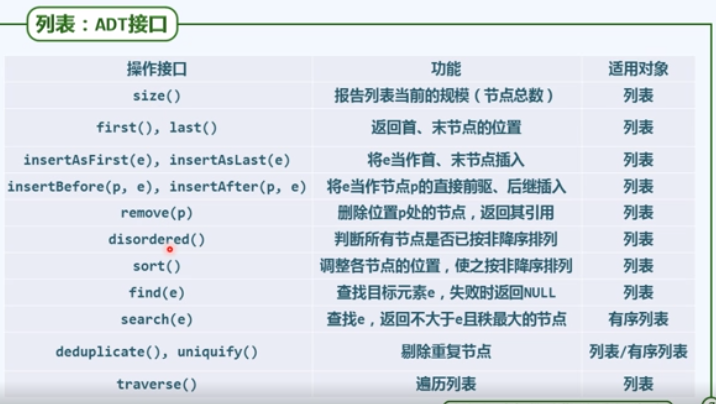 列表：ADT接口
操作接口 功能 适用对象
size() 报告列表当前的规模（节点总数） 列表
first(), last() 返回首、末节点的位置 列表
insertAsFirst(e), insertAsLast(e) 将e当作首、末节点插入 列表
insertBefore(p, e), insertAfter(p, e) 将e当作节点p的直接前驱、后继插入 列表
remove(p) 删除位置p处的节点，返回其引用 列表
disordered() 判断所有节点是否已按非降序排列 列表
sort() 调整各节点的位置，使之按非降序排列 列表
find(e) 查找目标元素e，失败时返回NULL 列表
search(e) 查找e，返回不大于e且秩最大的节点 有序列表
deduplicate(), uniquify() 剔除重复节点 列表/有序列表
traverse() 遍历列表 列表